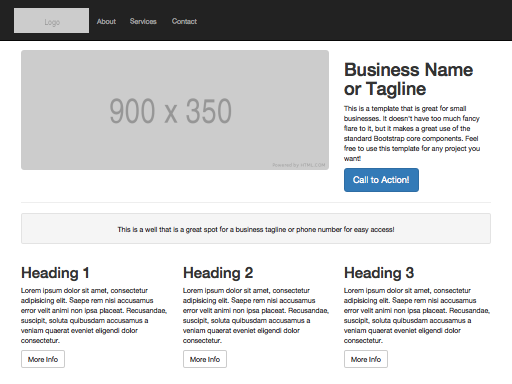 Logo
About
Services
Contact
900 x 350
Powered by HTML.COM
Business Name
or Tagline
This is a template that is great for small
businesses. It doesn't have too much fancy
flare to it, but it makes a great use of the
standard Bootstrap core components. Feel
free to use this template for any project you
want!
Call to Action!
This is a well that is a great spot for a business tagline or phone number for easy access!
Heading 1
Lorem ipsum dolor sit amet, consectetur
adipisicing elit. Saepe rem nisi accusamus
error velit animi non ipsa placeat. Recusandae,
suscipit, soluta quibusdam accusamus a
veniam quaerat eveniet eligendi dolor
consectetur.
More Info
Heading 2
Lorem ipsum dolor sit amet, consectetur
adipisicing elit. Saepe rem nisi accusamus
error velit animi non ipsa placeat. Recusandae,
suscipit, soluta quibusdam accusamus a
veniam quaerat eveniet eligendi dolor
consectetur.
More Info
Heading 3
Lorem ipsum dolor sit amet, consectetur
adipisicing elit. Saepe rem nisi accusamus
error velit animi non ipsa placeat. Recusandae,
suscipit, soluta quibusdam accusamus a
veniam quaerat eveniet eligendi dolor
consectetur.
More Info